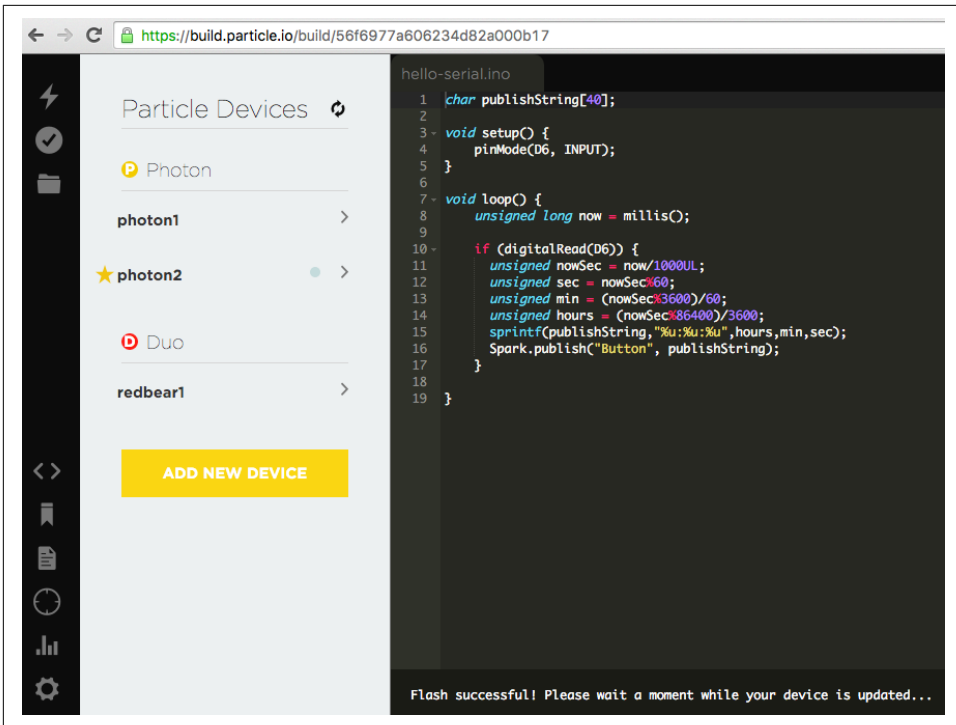 https://build.particle.io/build/56f6977a606234d82a000b17
Particle Devices
P Photon
photon1
photon2
D Duo
redbear1
ADD NEW DEVICE
hello-serial.ino
1 char publishString[40];
2
3 void setup() {
4 pinMode(D6, INPUT);
5 }
6
7 void loop() {
8 unsigned long now = millis();
9
10 if (digitalRead(D6)) {
11 unsigned nowSec = now/1000UL;
12 unsigned sec = nowSec%60;
13 unsigned min = (nowSec%3600)/60;
14 unsigned hours = (nowSec%86400)/3600;
15 sprintf(publishString,"%u:%u:%u",hours,min,sec);
16 Spark.publish("Button", publishString);
17 }
18
19 }
Flash successful! Please wait a moment while your device is updated...